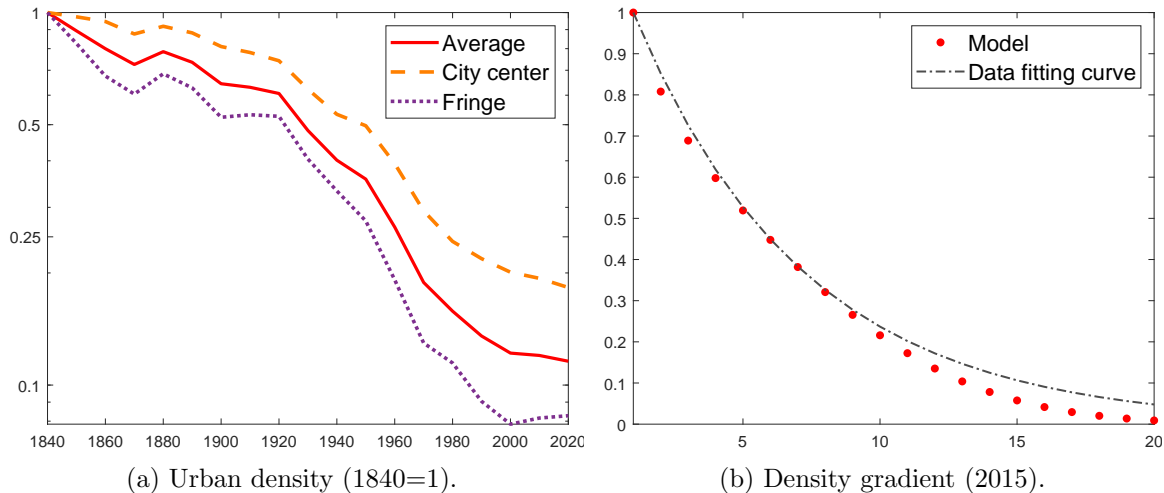 1
0.5
0.25
0.1
1840 1860 1880 1900 1920 1940 1960 1980 2000 2020
Average
City center
Fringe
(a) Urban density (1840=1).
1
0.9
0.8
0.7
0.6
0.5
0.4
0.3
0.2
0.1
0
5 10 15 20
Model
Data fitting curve
(b) Density gradient (2015).